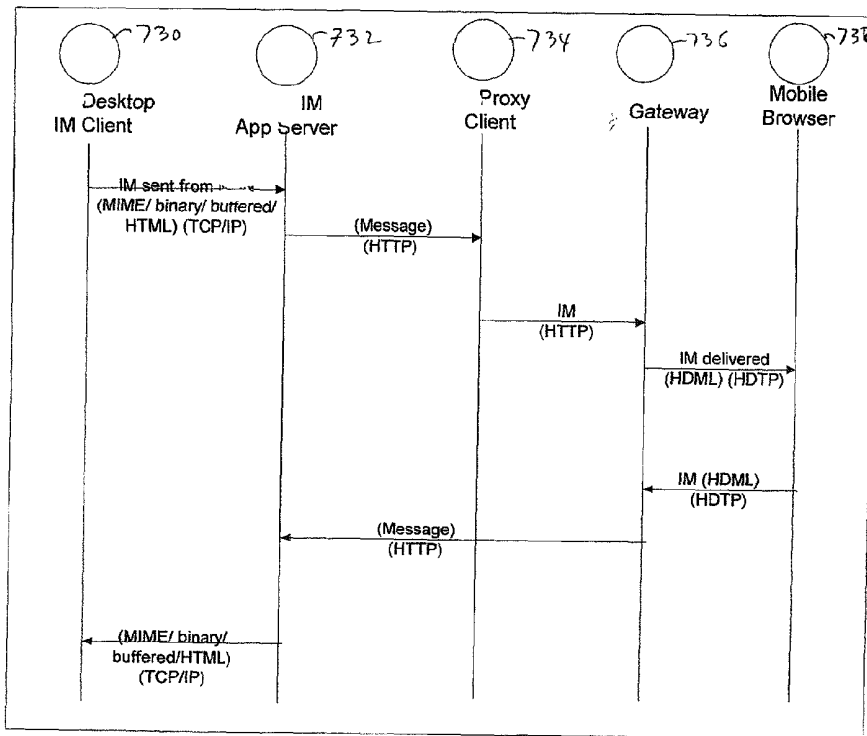 730
732
734
736
Desktop
IM Client
IM
App Server
Proxy
Client
Gateway
Mobile
Browser
IM sent from
(MIME/ binary/ buffered/
HTML) (TCP/IP)
(Message)
(HTTP)
IM
(HTTP)
IM delivered
(HDML) (HDTP)
IM (HDML)
(HDTP)
(Message)
(HTTP)
(MIME/ binary/
buffered/HTML)
(TCP/IP)